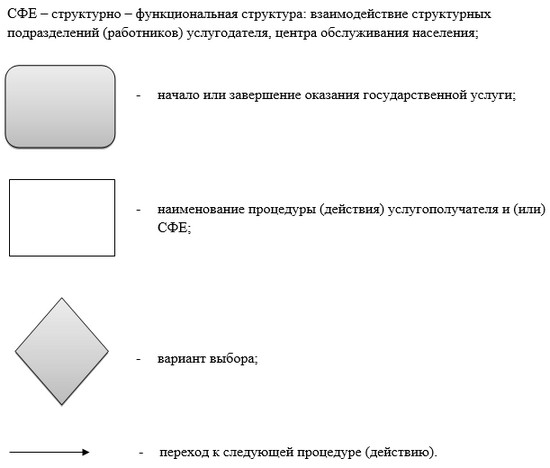 СФЕ – структурно – функциональная структура: взаимодействие структурных
подразделений (работников) услугодателя, центра обслуживания населения;
- начало или завершение оказания государственной услуги;
- наименование процедуры (действия) услугополучателя и (или)
СФЕ;
- вариант выбора;
- переход к следующей процедуре (действию).